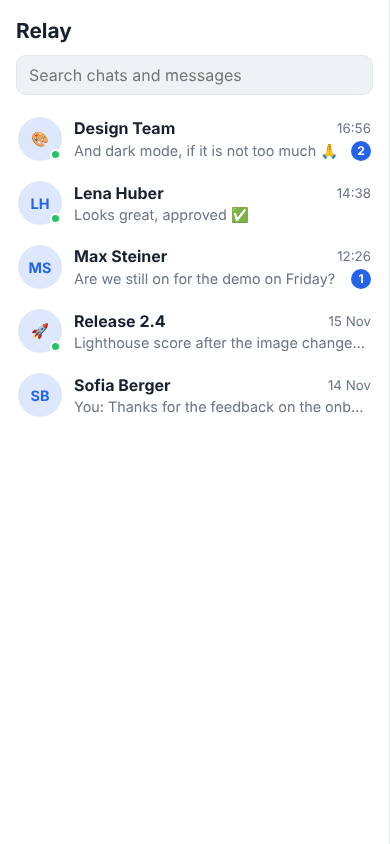 Relay
Search chats and messages
🎨 Design Team 16:56
And dark mode, if it is not too much 🙏 2
LH Lena Huber 14:38
Looks great, approved ✅
MS Max Steiner 12:26
Are we still on for the demo on Friday? 1
🚀 Release 2.4 15 Nov
Lighthouse score after the image change...
SB Sofia Berger 14 Nov
You: Thanks for the feedback on the onb...